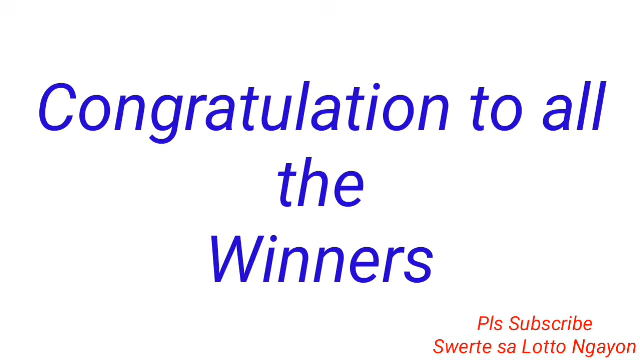 Congratulation to all
the
Winners
Pls Subscribe
Swerte sa Lotto Ngayon